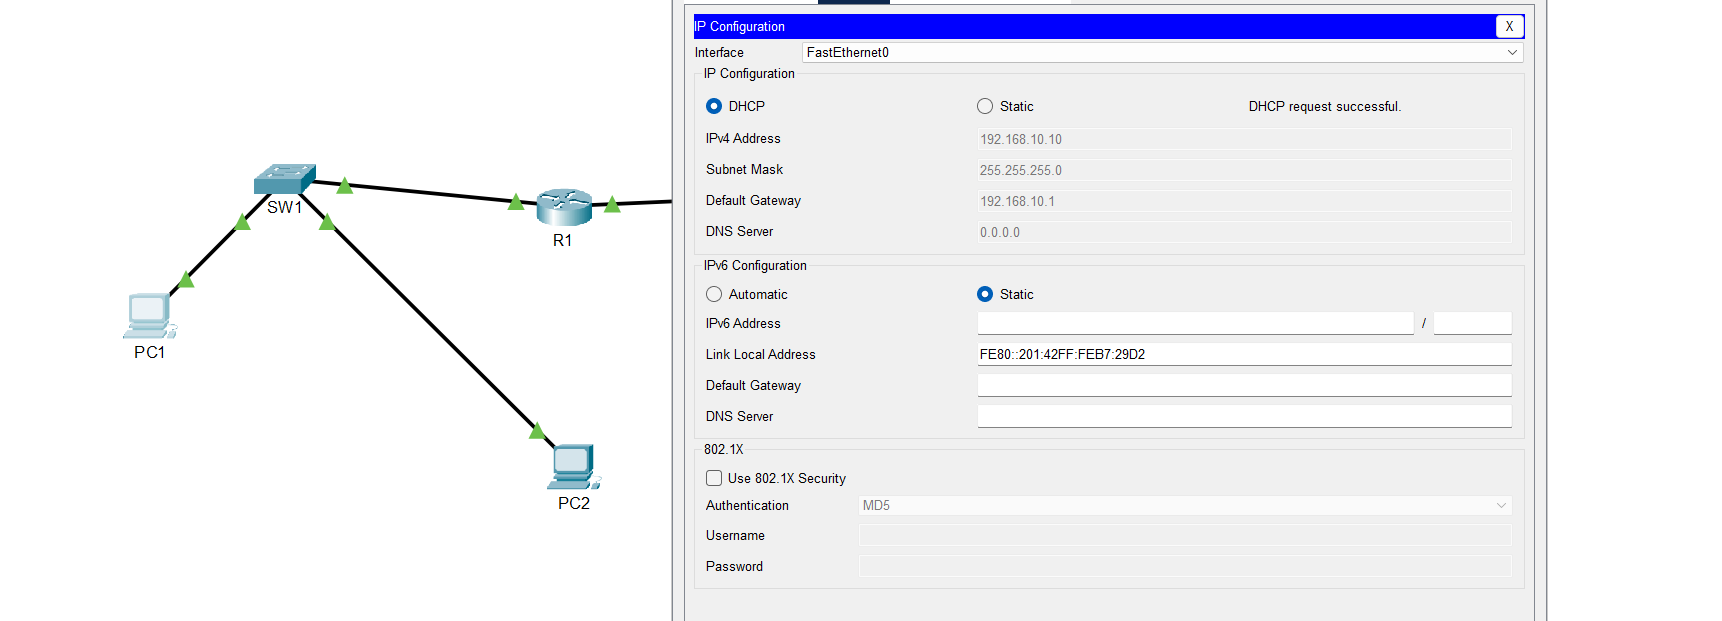 SW1
R1
PC1
PC2
IP Configuration
X
Interface
FastEthernet0
IP Configuration
DHCP
Static
DHCP request successful.
IPv4 Address
192.168.10.10
Subnet Mask
255.255.255.0
Default Gateway
192.168.10.1
DNS Server
0.0.0.0
IPv6 Configuration
Automatic
Static
IPv6 Address
/
Link Local Address
FE80::201:42FF:FEB7:29D2
Default Gateway
DNS Server
802.1X
Use 802.1X Security
Authentication
MD5
Username
Password